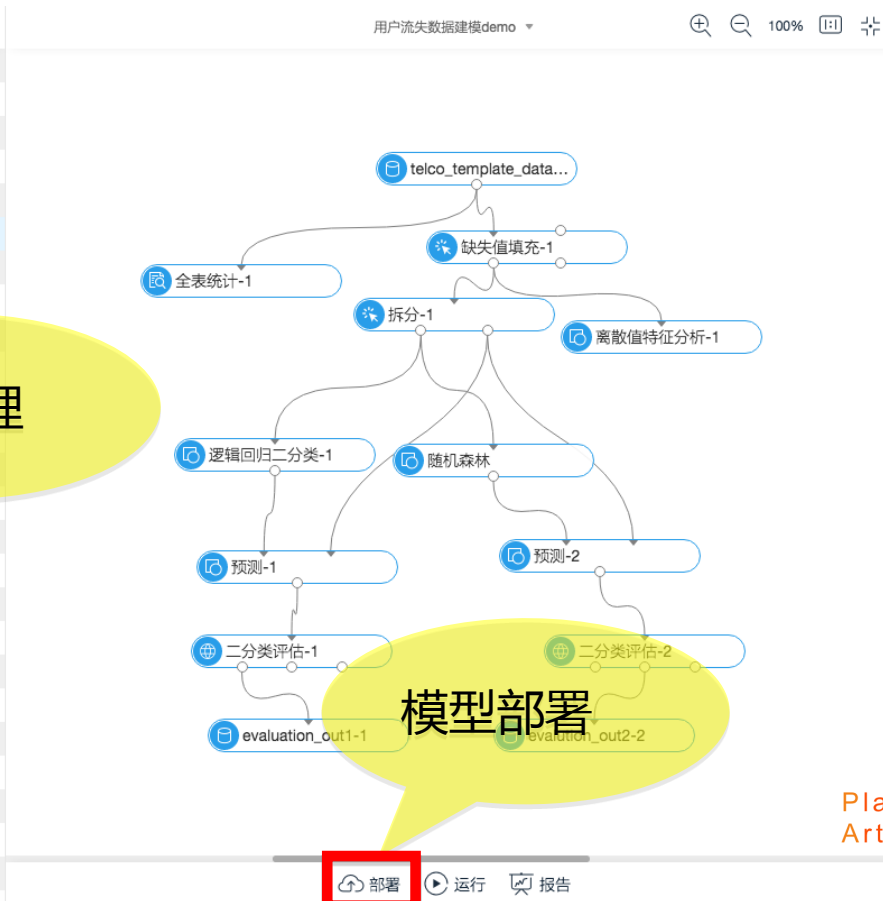 用户流失数据建模demo
100%
telco_template_data...
缺失值填充-1
全表统计-1
拆分-1
离散值特征分析-1
理
逻辑回归二分类-1
随机森林
预测-1
预测-2
二分类评估-1
二分类评估-2
模型部署
evaluation_out1-1
evalution_out2-2
Pla
Art
部署
运行
报告